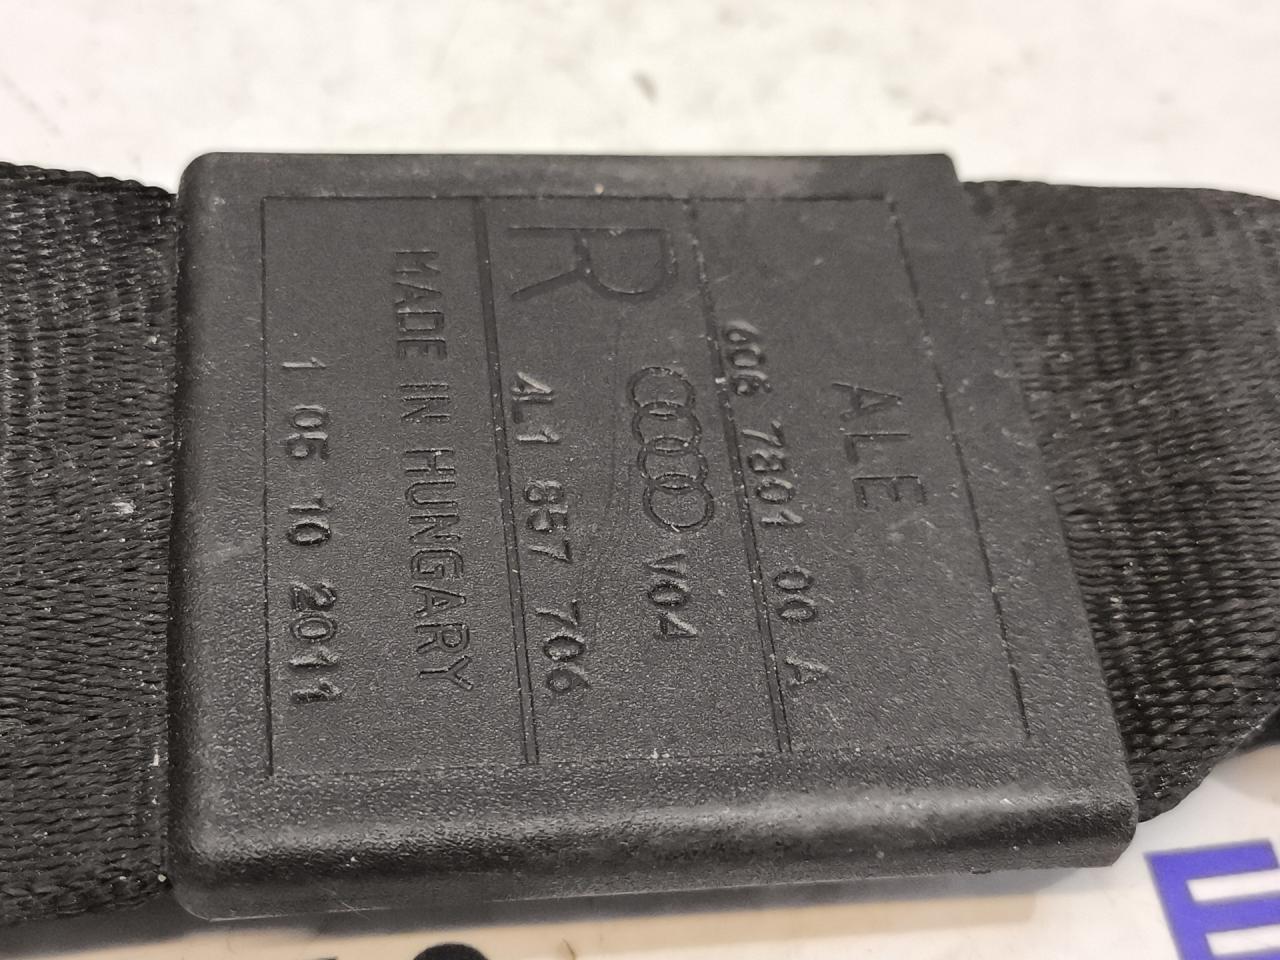 ALE
606 7801 00 A
R V04
4L1 857 706
MADE IN HUNGARY
1 05 10 2011
E